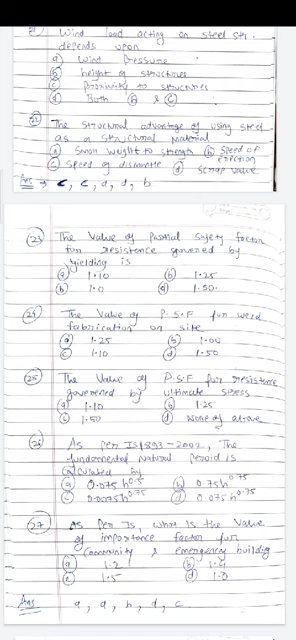 Wind load acting on steel str.
depends upon
a) Wind Pressure
b) height of structures
c) Proximity to structures
d) Both (B) & (C)
22) The structural advantage of using steel
as a structural material
a) Small weight to strength b) Speed of erection
c) Speed of dismantle d) Scrap value
Ans → c, c, a, d, b
23 The Value of Partial Safety factor
for resistance governed by
yielding is
a) 1.10 b) 1.25
b) 1.0 d) 1.50.
24 The Value of P.S.F for weld
fabrication on site
a) 1.25 b) 1.00
c) 1.10 d) 1.50
25 The Value of P.S.F for resistance
governered by ultimate stress
a) 1.10 b) 1.25
c) 1.50 d) None of above
26 As per IS 1893-2002, The
fundamental natural peroid is
calculated by
a) 0.075 h^0.5 b) 0.75 h^0.75
c) 0.0075 h^0.75 d) 0.075 h^0.75
27 As Per Is, what is the Value
of importance factor for
community & emergency buildig
a) 1.2 b) 1.4
c) 1.5 d) 1.0
Ans a, a, b, d, c